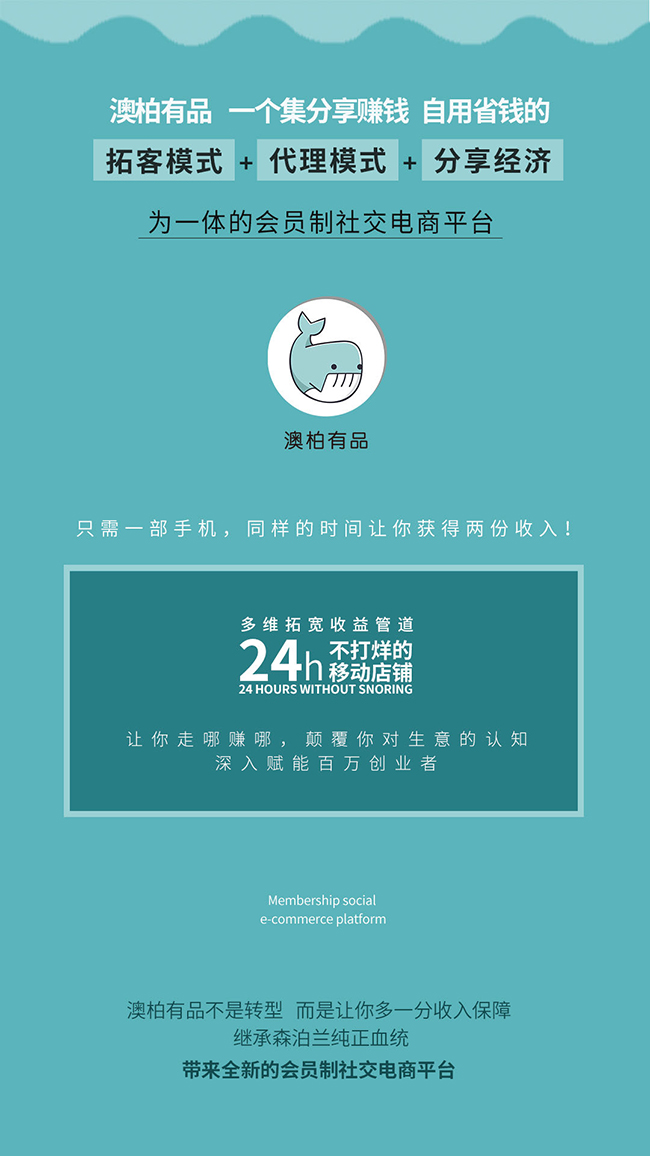 澳柏有品 一个集分享赚钱 自用省钱的
拓客模式 + 代理模式 + 分享经济
为一体的会员制社交电商平台
澳柏有品
只需一部手机，同样的时间让你获得两份收入！
多维拓宽收益管道
24h 不打烊的
移动店铺
24 HOURS WITHOUT SNORING
让你走哪赚哪，颠覆你对生意的认知
深入赋能百万创业者
Membership social
e-commerce platform
澳柏有品不是转型 而是让你多一分收入保障
继承森泊兰纯正血统
带来全新的会员制社交电商平台